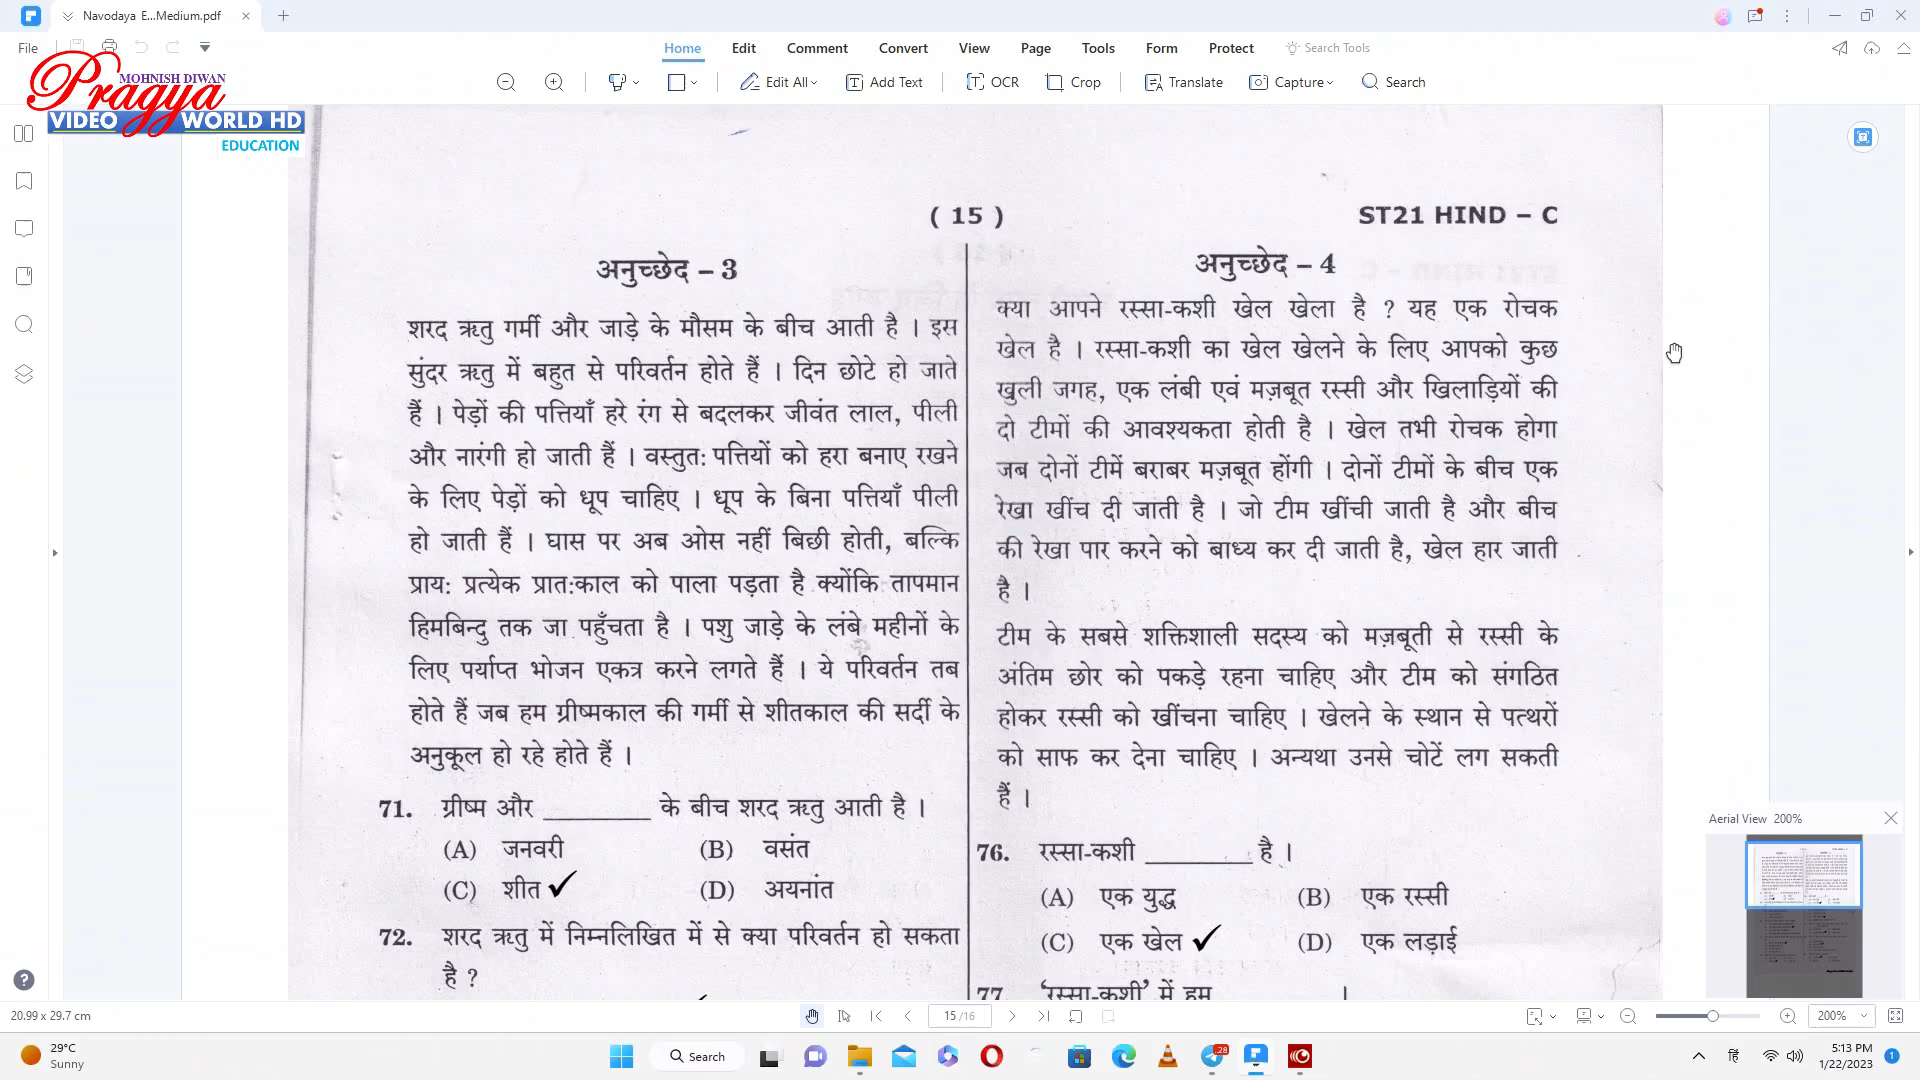 Navodaya E...Medium.pdf
File
Home
Edit
Comment
Convert
View
Page
Tools
Form
Protect
Search Tools
MOHNISH DIWAN
Pragya
VIDEO WORLD HD
EDUCATION
Edit All
Add Text
OCR
Crop
Translate
Capture
Search
( 15 )
ST21 HIND – C
अनुच्छेद – 3
शरद ऋतु गर्मी और जाड़े के मौसम के बीच आती है । इस
सुंदर ऋतु में बहुत से परिवर्तन होते हैं । दिन छोटे हो जाते
हैं । पेड़ों की पत्तियाँ हरे रंग से बदलकर जीवंत लाल, पीली
और नारंगी हो जाती हैं । वस्तुत: पत्तियों को हरा बनाए रखने
के लिए पेड़ों को धूप चाहिए । धूप के बिना पत्तियाँ पीली
हो जाती हैं । घास पर अब ओस नहीं बिछी होती, बल्कि
प्राय: प्रत्येक प्रात:काल को पाला पड़ता है क्योंकि तापमान
हिमबिन्दु तक जा पहुँचता है । पशु जाड़े के लंबे महीनों के
लिए पर्याप्त भोजन एकत्र करने लगते हैं । ये परिवर्तन तब
होते हैं जब हम ग्रीष्मकाल की गर्मी से शीतकाल की सर्दी के
अनुकूल हो रहे होते हैं ।
71. ग्रीष्म और ________ के बीच शरद ऋतु आती है ।
(A) जनवरी (B) वसंत
(C) शीत ✓ (D) अयनांत
72. शरद ऋतु में निम्नलिखित में से क्या परिवर्तन हो सकता
है ?
अनुच्छेद – 4
क्या आपने रस्सा-कशी खेल खेला है ? यह एक रोचक
खेल है । रस्सा-कशी का खेल खेलने के लिए आपको कुछ
खुली जगह, एक लंबी एवं मज़बूत रस्सी और खिलाड़ियों की
दो टीमों की आवश्यकता होती है । खेल तभी रोचक होगा
जब दोनों टीमें बराबर मज़बूत होंगी । दोनों टीमों के बीच एक
रेखा खींच दी जाती है । जो टीम खींची जाती है और बीच
की रेखा पार करने को बाध्य कर दी जाती है, खेल हार जाती
है ।
टीम के सबसे शक्तिशाली सदस्य को मज़बूती से रस्सी के
अंतिम छोर को पकड़े रहना चाहिए और टीम को संगठित
होकर रस्सी को खींचना चाहिए । खेलने के स्थान से पत्थरों
को साफ कर देना चाहिए । अन्यथा उनसे चोटें लग सकती
हैं ।
76. रस्सा-कशी ________ है ।
(A) एक युद्ध (B) एक रस्सी
(C) एक खेल ✓ (D) एक लड़ाई
77. 'रस्सा-कशी' में हम ________ ।
Aerial View 200%
20.99 x 29.7 cm
15 /16
200%
29°C
Sunny
Search
28
हि
5:13 PM
1/22/2023
1